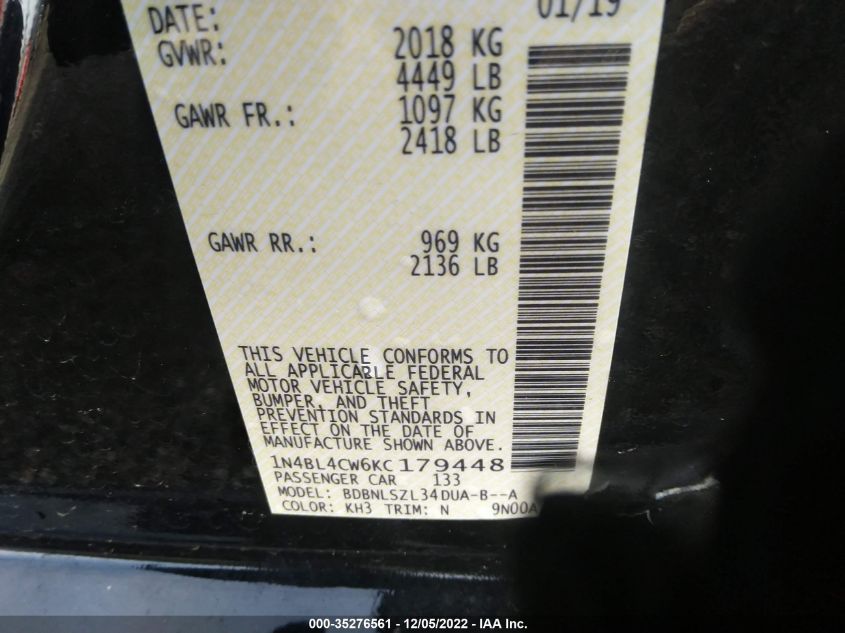 DATE: 01/19
GVWR: 2018 KG
4449 LB
GAWR FR.: 1097 KG
2418 LB
GAWR RR.: 969 KG
2136 LB
THIS VEHICLE CONFORMS TO
ALL APPLICABLE FEDERAL
MOTOR VEHICLE SAFETY,
BUMPER, AND THEFT
PREVENTION STANDARDS IN
EFFECT ON THE DATE OF
MANUFACTURE SHOWN ABOVE.
1N4BL4CW6KC179448
PASSENGER CAR 133
MODEL: BDBNLSZL34DUA-B--A
COLOR: KH3 TRIM: N 9N00A
000-35276561 - 12/05/2022 - IAA Inc.